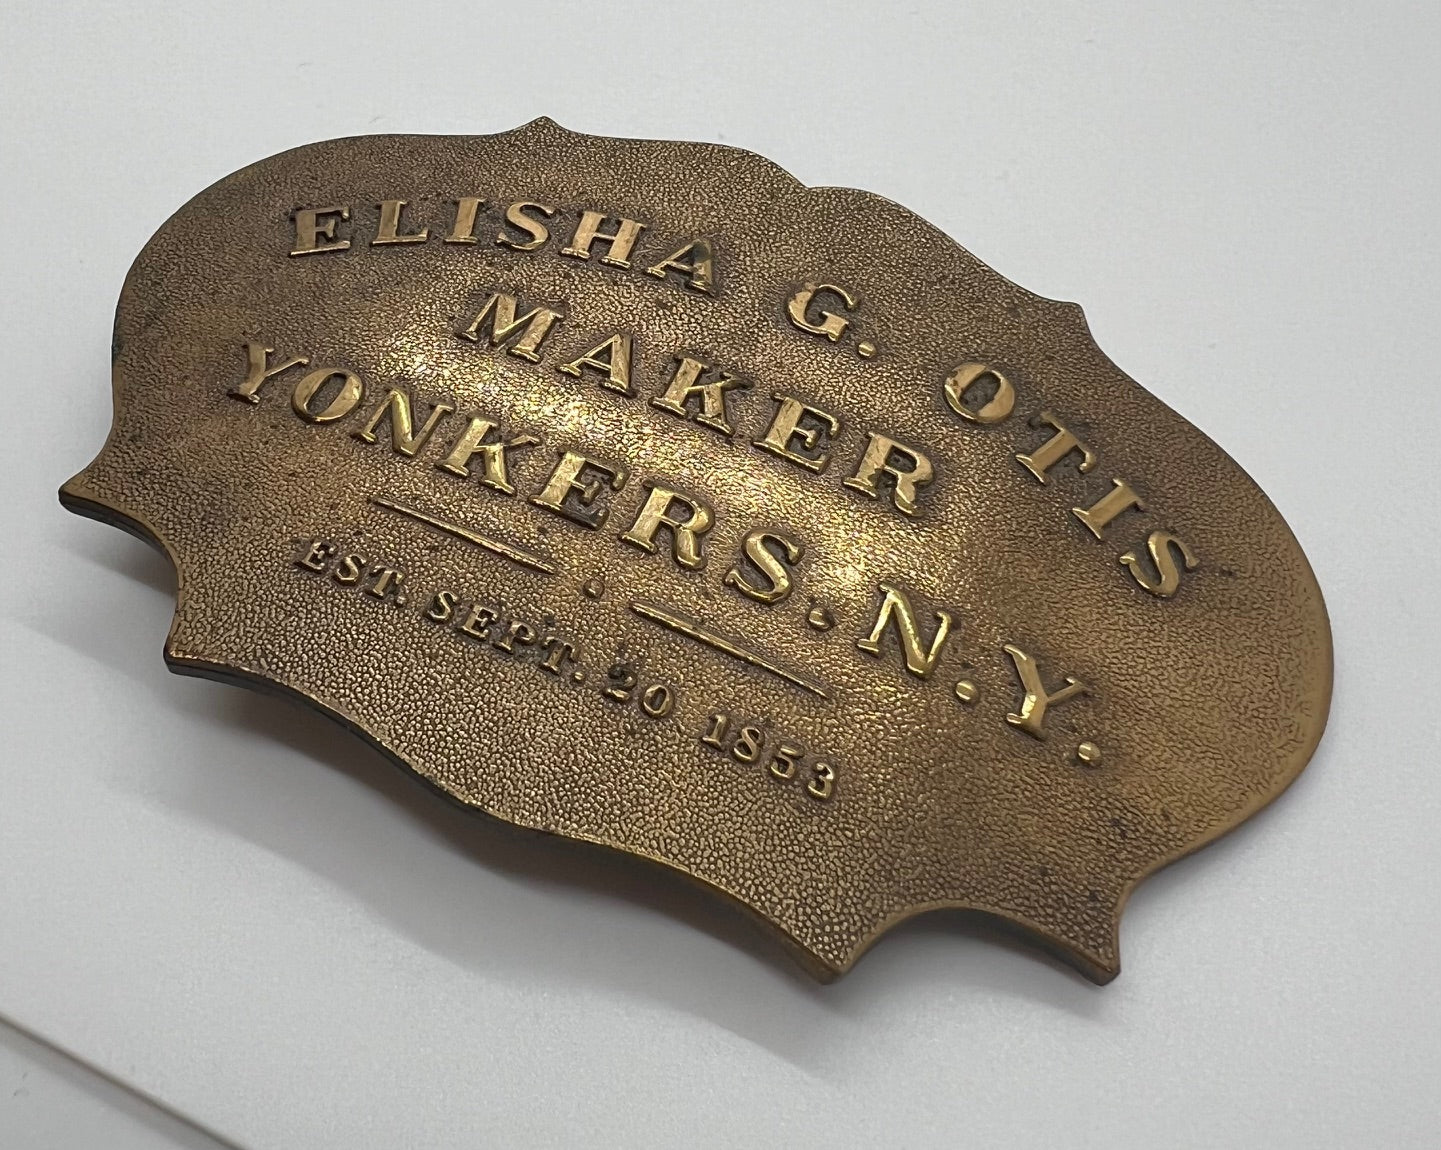 ELISHA G. OTIS
MAKER
YONKERS. N.Y.
EST. SEPT. 20 1853